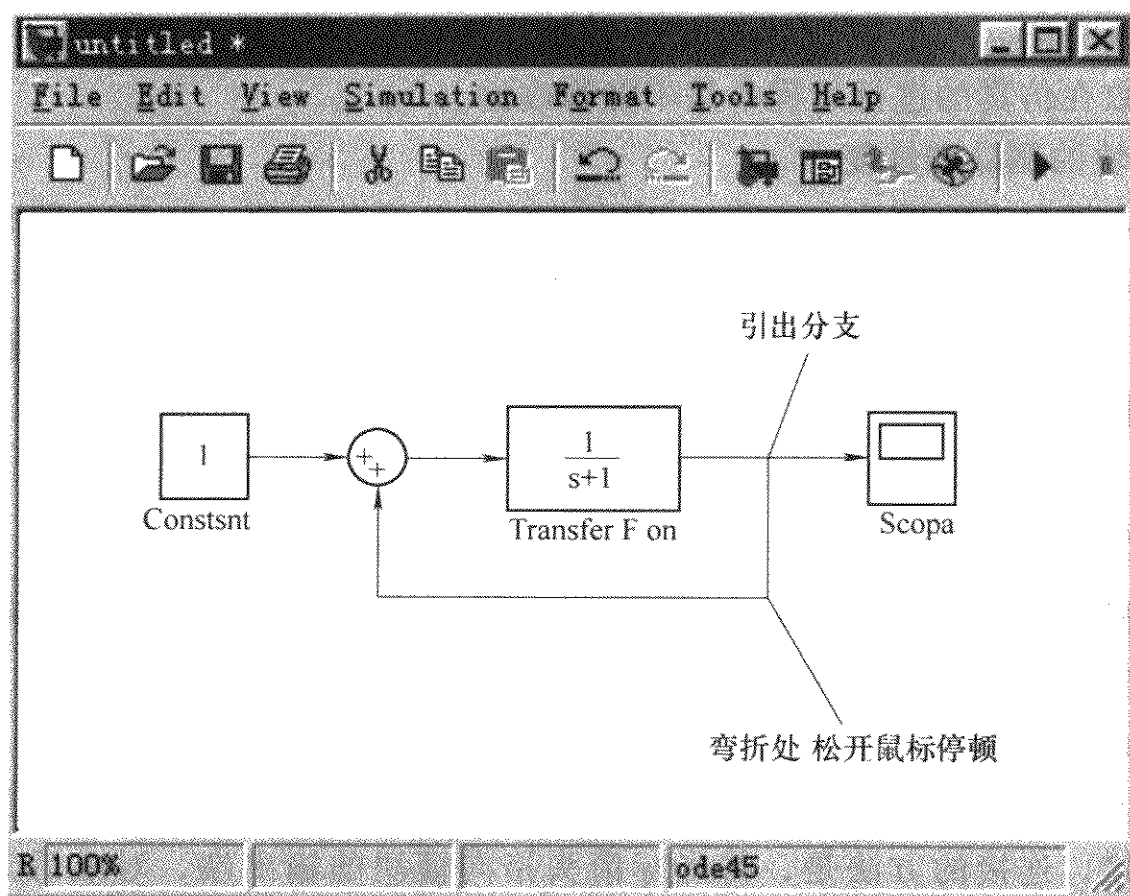 untitled *
File Edit View Simulation Format Tools Help
引出分支
1
+
+
1
s+1
Constsnt
Transfer F on
Scopa
弯折处 松开鼠标停顿
R 100%
ode45